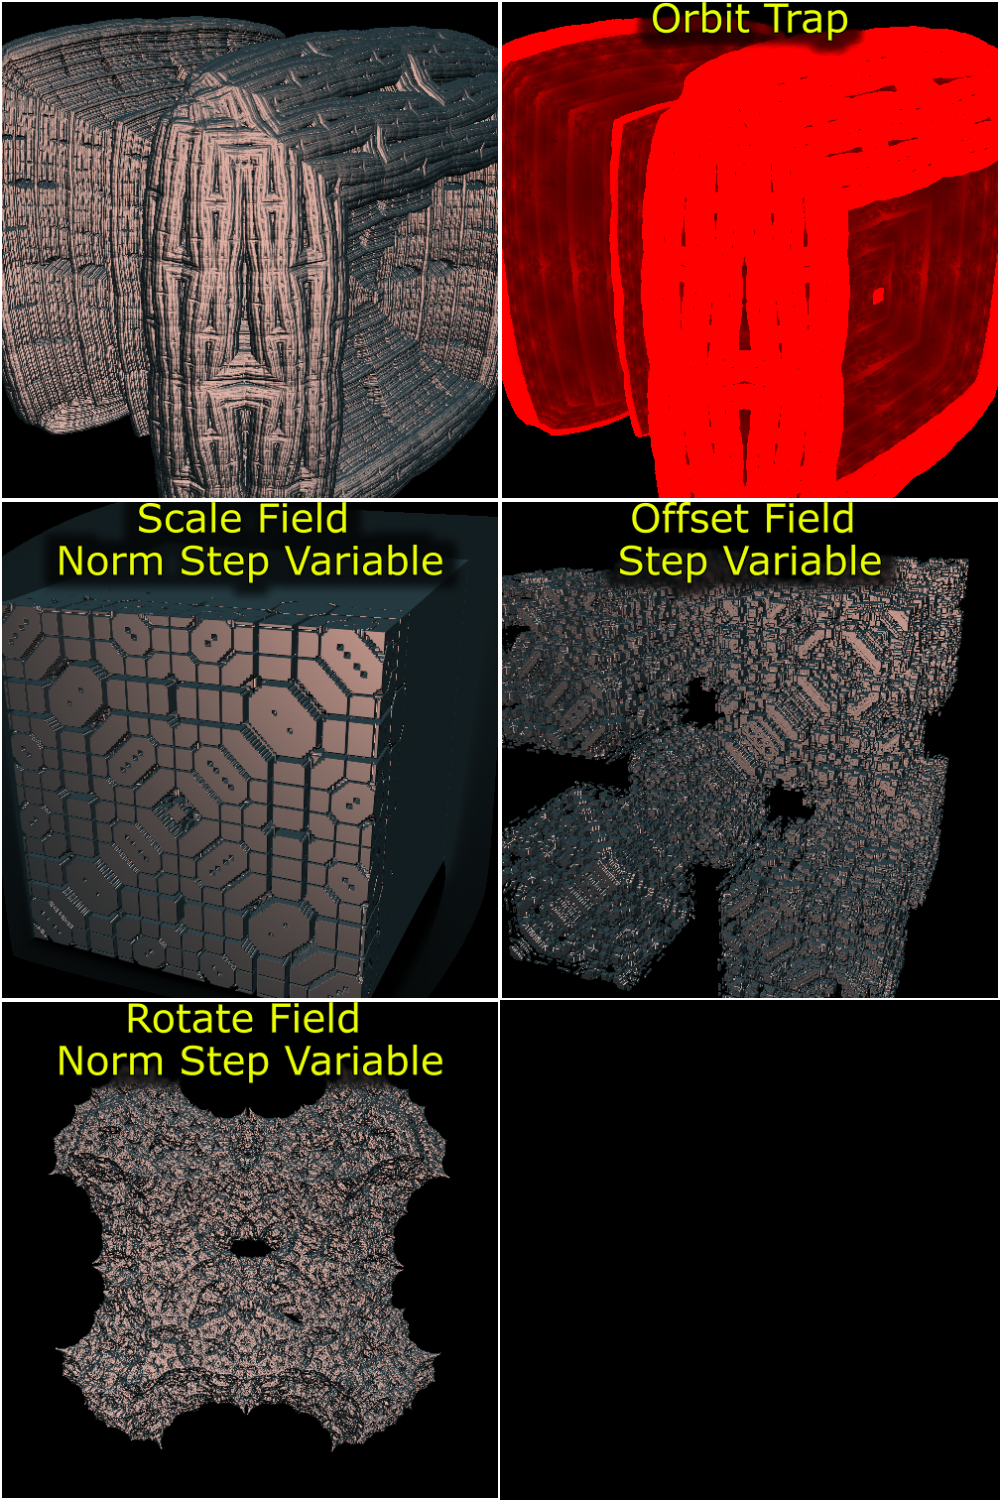 Orbit Trap
Scale Field
Norm Step Variable
Offset Field
Step Variable
Rotate Field
Norm Step Variable